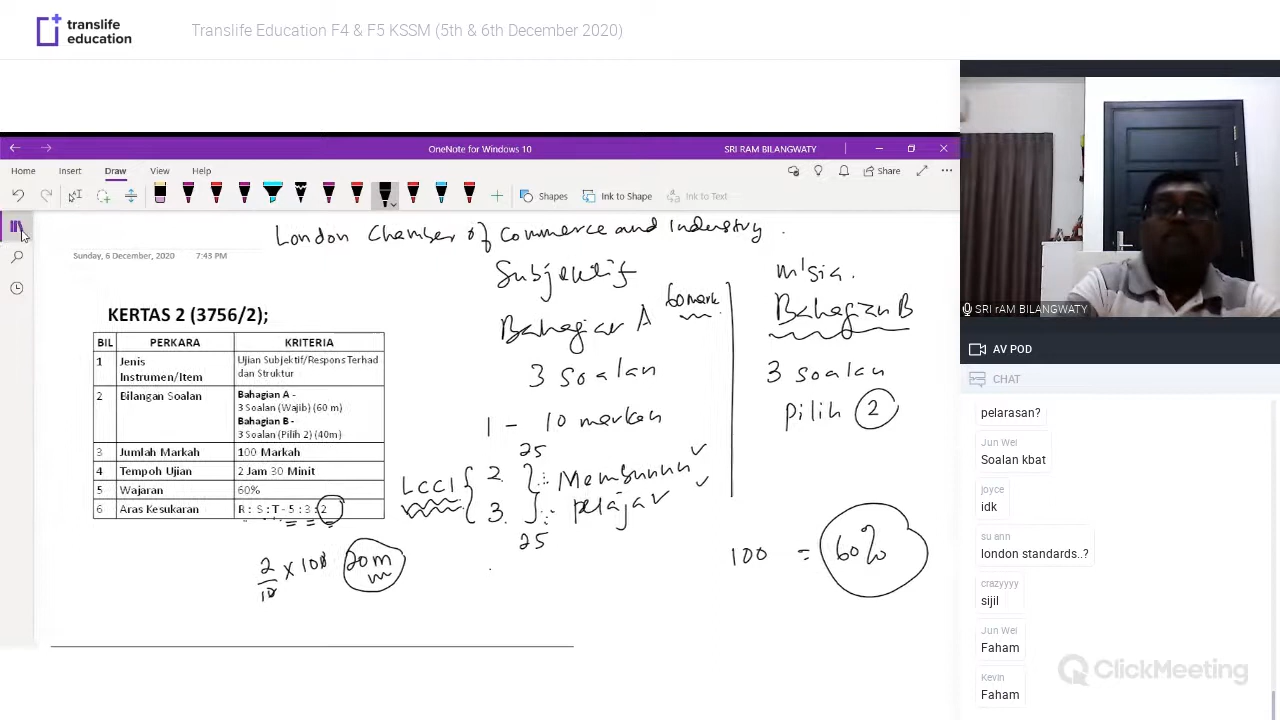 translife
education
Translife Education F4 & F5 KSSM (5th & 6th December 2020)
OneNote for Windows 10
SRI RAM BILANGWATY
Home Insert Draw View Help
Share
Shapes Ink to Shape Ink to Text
London Chamber of Commerce and Industry.
Sunday, 6 December, 2020 7:43 PM
Subjektif
M'sia.
60 mark
Bahagian A
Bahagian B
KERTAS 2 (3756/2);
BIL PERKARA KRITERIA
1 Jenis Instrumen/Item Ujian Subjektif/Respons Terhad dan Struktur
2 Bilangan Soalan Bahagian A -
3 Soalan (Wajib) (60 m)
Bahagian B -
3 Soalan (Pilih 2) (40m)
3 Jumlah Markah 100 Markah
4 Tempoh Ujian 2 Jam 30 Minit
5 Wajaran 60%
6 Aras Kesukaran R : S : T - 5 : 3 : 2
3 soalan
3 soalan
1 - 10 markah
Pilih 2
25
LCCI { 2. } Membunuh
3. } pelajar
25
2/10 x 100 20m
100 = 60%
SRI rAM BILANGWATY
AV POD
CHAT
pelarasan?
Jun Wei
Soalan kbat
joyce
idk
su ann
london standards..?
crazyyyy
sijil
Jun Wei
Faham
Kevin
Faham
ClickMeeting